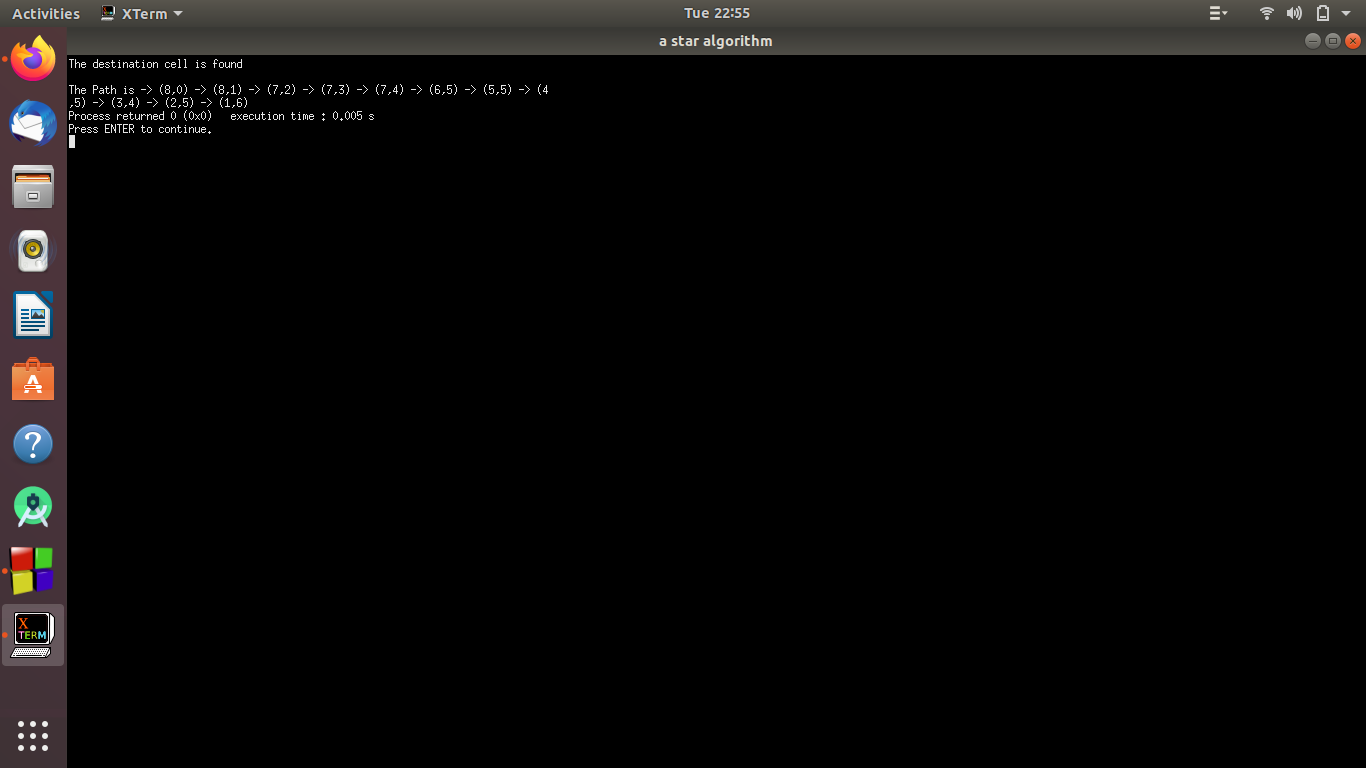 Activities XTerm Tue 22:55
a star algorithm
The destination cell is found
The Path is -> (8,0) -> (8,1) -> (7,2) -> (7,3) -> (7,4) -> (6,5) -> (5,5) -> (4
,5) -> (3,4) -> (2,5) -> (1,6)
Process returned 0 (0x0)   execution time : 0.005 s
Press ENTER to continue.
A
?
X
TERM